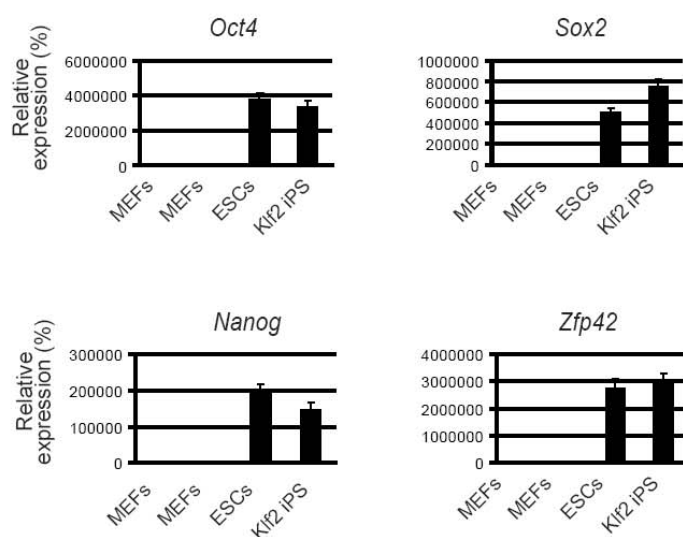 Oct4
Relative
expression (%)
6000000
4000000
2000000
0
MEFs
MEFs
ESCs
Klf2 iPS
Sox2
1000000
800000
600000
400000
200000
0
MEFs
MEFs
ESCs
Klf2 iPS
Nanog
Relative
expression (%)
300000
200000
100000
0
MEFs
MEFs
ESCs
Klf2 iPS
Zfp42
4000000
3000000
2000000
1000000
0
MEFs
MEFs
ESCs
Klf2 iPS